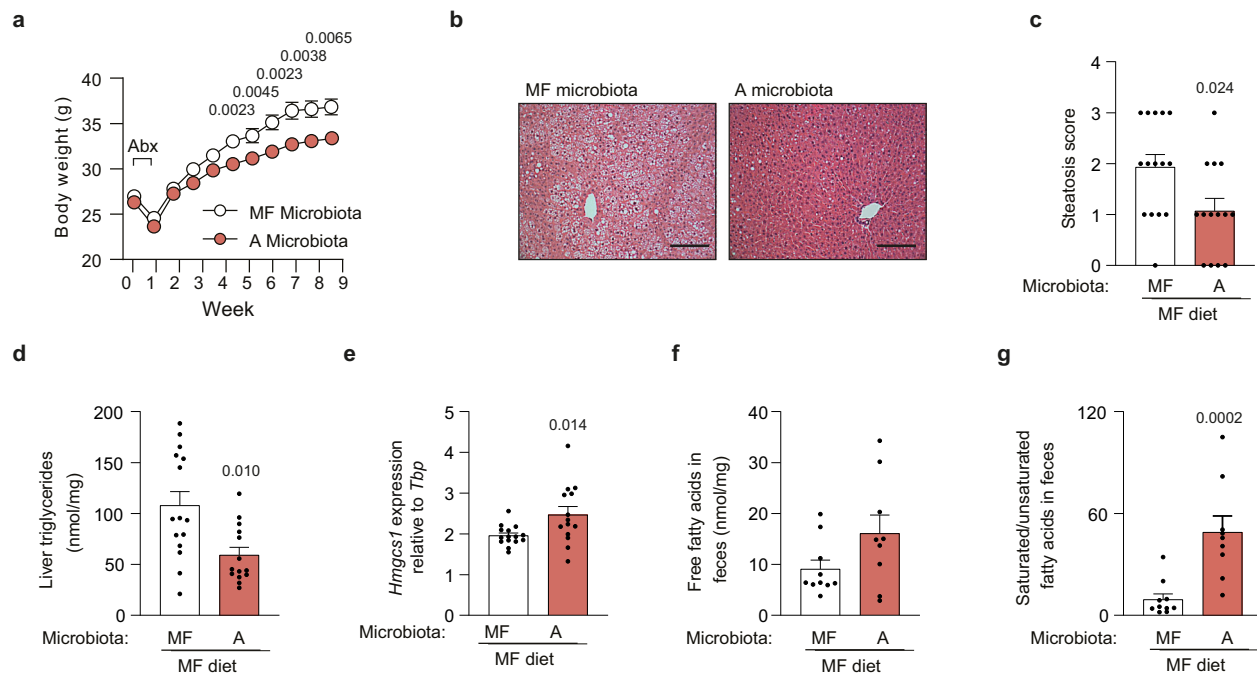 a
0.0065
0.0038
0.0023
0.0045
0.0023
40
35
30
25
20
Body weight (g)
Abx
MF Microbiota
A Microbiota
0 1 2 3 4 5 6 7 8 9
Week
b
MF microbiota
A microbiota
c
Sleatosis score
4
3
2
1
0
0.024
Microbiota: MF A
MF diet
d
Liver triglycerides
(nmol/mg)
200
150
100
50
0
0.010
Microbiota: MF A
MF diet
e
Hmgcs1 expression
relative to Tbp
5
4
3
2
1
0
0.014
Microbiota: MF A
MF diet
f
Free fatty acids in
feces (nmol/mg)
40
30
20
10
0
Microbiota: MF A
MF diet
g
Saturated/unsaturated
fatty acids in feces
120
60
0
0.0002
Microbiota: MF A
MF diet